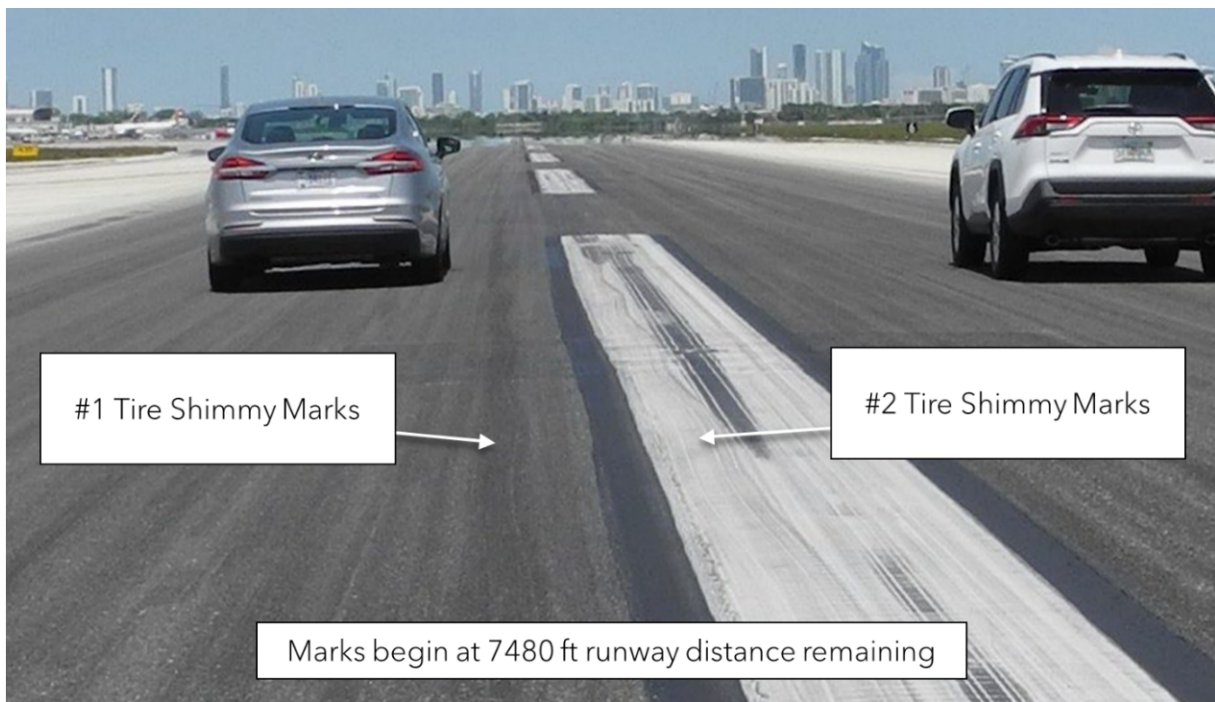 #1 Tire Shimmy Marks
#2 Tire Shimmy Marks
Marks begin at 7480 ft runway distance remaining